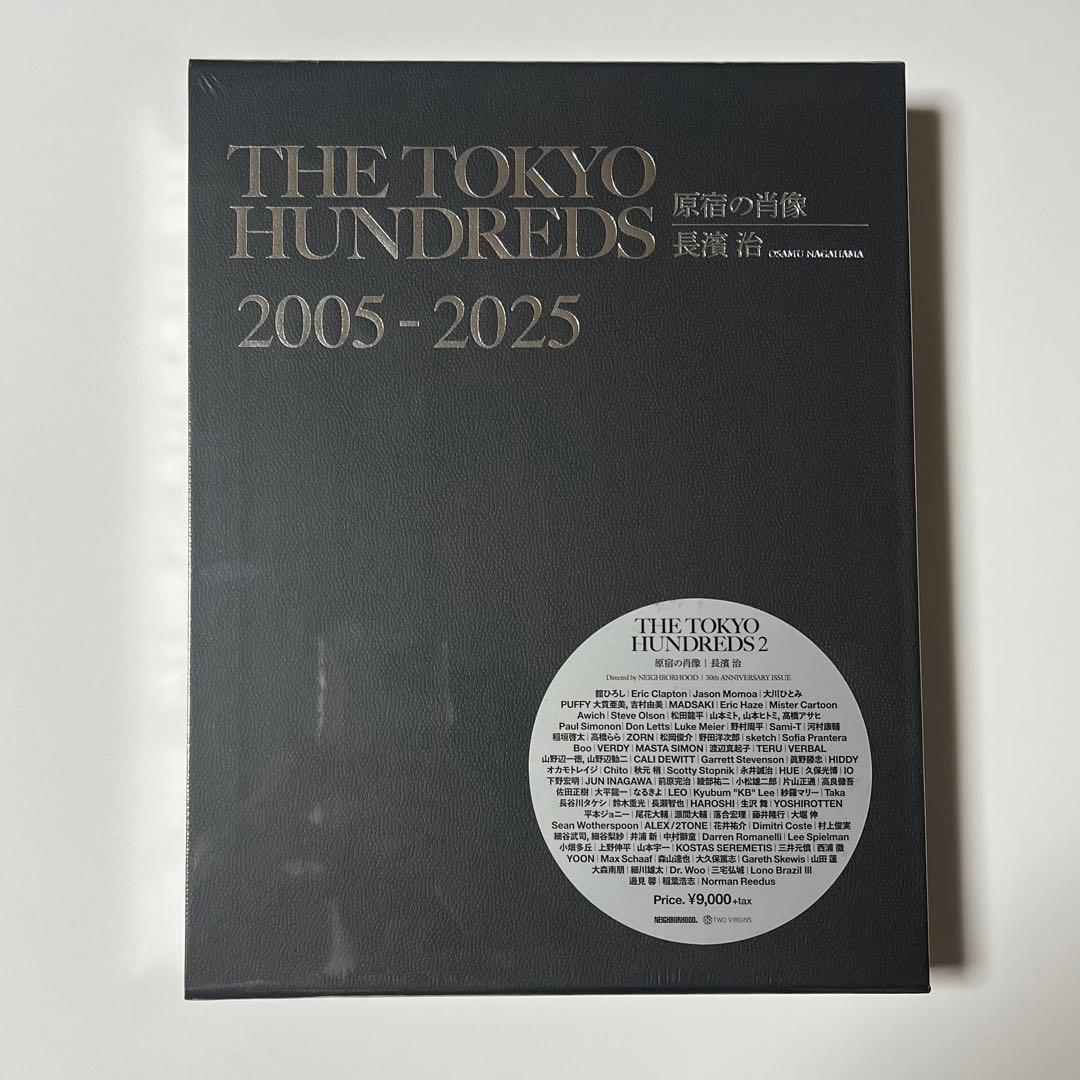 THE TOKYO
HUNDREDS
2005-2025
原宿の肖像
長濱 治 OSAMU NAGAHAMA
THE TOKYO
HUNDREDS 2
原宿の肖像 | 長濱 治
Directed by NEIGHBORHOOD | 30th ANNIVERSARY ISSUE
舘ひろし | Eric Clapton | Jason Momoa | 大川ひとみ
PUFFY 大貫亜美, 吉村由美 | MADSAKI | Eric Haze | Mister Cartoon
Awich | Steve Olson | 松田龍平 | 山本ミト, 山本ヒトミ, 高橋アサヒ
Paul Simonon | Don Letts | Luke Meier | 野村周平 | Sami-T | 河村康輔
稲垣啓太 | 高橋らら | ZORN | 松岡俊介 | 野田洋次郎 | sketch | Sofia Prantera
Boo | VERDY | MASTA SIMON | 渡辺真起子 | TERU | VERBAL
山野辺一徳, 山野辺勧二 | CALI DEWITT | Garrett Stevenson | 眞野勝忠 | HIDDY
オカモトレイジ | Chito | 秋元 梢 | Scotty Stopnik | 永井誠治 | HUE | 久保光博 | IO
下野宏明 | JUN INAGAWA | 前原完治 | 綾部祐二 | 小松雄二郎 | 片山正通 | 高良健吾
佐田正樹 | 大平龍一 | なるきよ | LEO | Kyubum "KB" Lee | 紗羅マリー | Taka
長谷川タケシ | 鈴木重光 | 長瀬智也 | HAROSHI | 生沢 舞 | YOSHIROTTEN
平本ジョニー | 尾花大輔 | 源間大輔 | 落合宏理 | 藤井隆行 | 大堀 伸
Sean Wotherspoon | ALEX / 2TONE | 花井祐介 | Dimitri Coste | 村上俊実
細谷武司, 細谷梨紗 | 井浦 新 | 中村獅童 | Darren Romanelli | Lee Spielman
小畑多丘 | 上野伸平 | 山本宇一 | KOSTAS SEREMETIS | 三井元慎 | 西浦 徹
YOON | Max Schaaf | 森山達也 | 大久保篤志 | Gareth Skewis | 山田 蓮
大森南朋 | 細川雄太 | Dr. Woo | 三宅弘城 | Lono Brazil III
邉見 馨 | 稲葉浩志 | Norman Reedus
Price. ¥9,000+tax
NEIGHBORHOOD. TWO VIRGINS